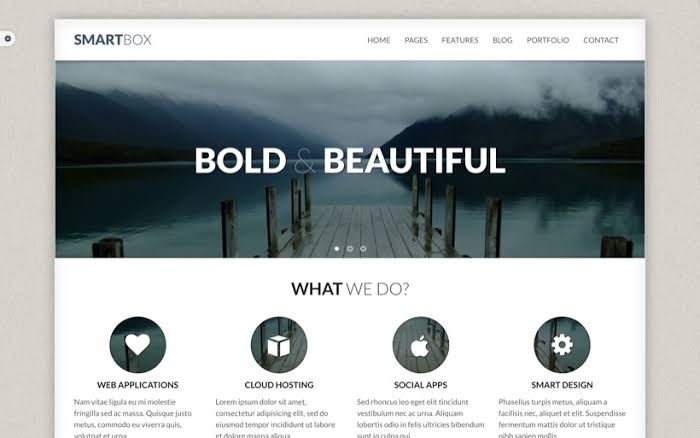 SMARTBOX
HOME PAGES FEATURES BLOG PORTFOLIO CONTACT
BOLD & BEAUTIFUL
WHAT WE DO?
WEB APPLICATIONS
Nam vitae ligula eu mi molestie
fringilla sed ac massa. Quisque justo
metus, commodo eu viverra quis,
volutpat et urna.
CLOUD HOSTING
Lorem ipsum dolor sit amet,
consectetur adipisicing elit, sed do
eiusmod tempor incididunt ut labore
et dolore magna aliqua.
SOCIAL APPS
Sed rhoncus leo eget elit tincidunt
vestibulum nec ac urna. Aliquam
lobortis odio in felis ultricies bibendum
sunt in culpa qui
SMART DESIGN
Phasellus turpis metus, aliquam a
facilisis nec, aliquet et elit. Suspendisse
fermentum mattis dolor ut tristique
nibh sapien mollis